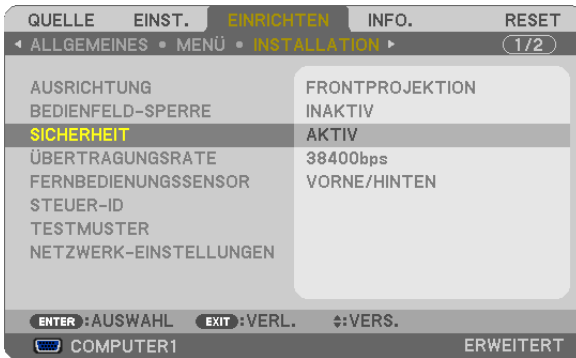 QUELLE EINST. EINRICHTEN INFO. RESET
◂ ALLGEMEINES • MENÜ • INSTALLATION ▸ 1/2
AUSRICHTUNG FRONTPROJEKTION
BEDIENFELD-SPERRE INAKTIV
SICHERHEIT AKTIV
ÜBERTRAGUNGSRATE 38400bps
FERNBEDIENUNGSSENSOR VORNE/HINTEN
STEUER-ID
TESTMUSTER
NETZWERK-EINSTELLUNGEN
ENTER :AUSWAHL EXIT :VERL. :VERS.
COMPUTER1 ERWEITERT